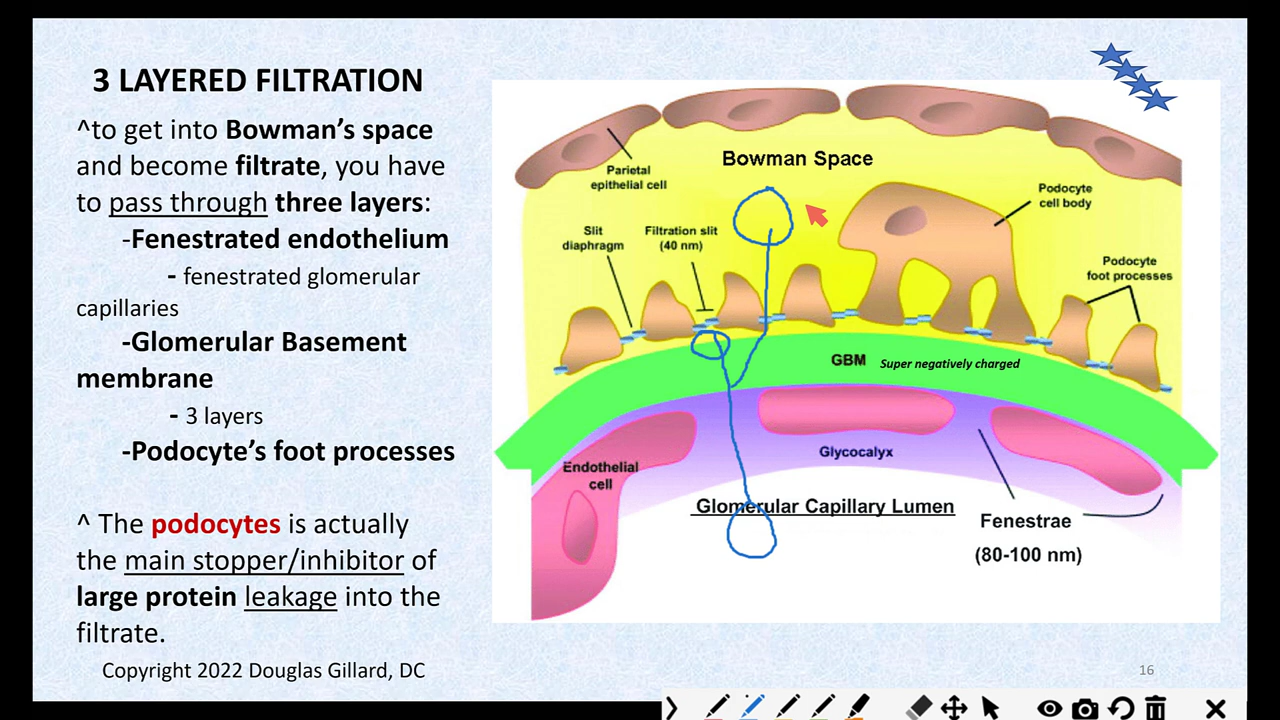 3 LAYERED FILTRATION
^to get into Bowman's space
and become filtrate, you have
to pass through three layers:
-Fenestrated endothelium
- fenestrated glomerular
capillaries
-Glomerular Basement
membrane
- 3 layers
-Podocyte's foot processes
^ The podocytes is actually
the main stopper/inhibitor of
large protein leakage into the
filtrate.
Copyright 2022 Douglas Gillard, DC
Bowman Space
Parietal
epithelial cell
Podocyte
cell body
Slit
diaphragm
Filtration slit
(40 nm)
Podocyte
foot processes
GBM Super negatively charged
Glycocalyx
Endothelial
cell
Glomerular Capillary Lumen
Fenestrae
(80-100 nm)
16